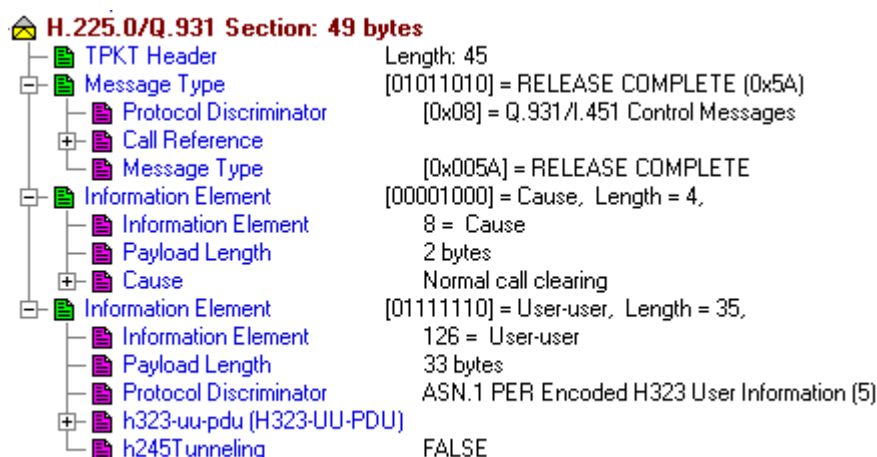 H.225.0/Q.931 Section: 49 bytes
TPKT Header Length: 45
Message Type [01011010] = RELEASE COMPLETE (0x5A)
Protocol Discriminator [0x08] = Q.931/I.451 Control Messages
Call Reference
Message Type [0x005A] = RELEASE COMPLETE
Information Element [00001000] = Cause, Length = 4,
Information Element 8 = Cause
Payload Length 2 bytes
Cause Normal call clearing
Information Element [01111110] = User-user, Length = 35,
Information Element 126 = User-user
Payload Length 33 bytes
Protocol Discriminator ASN.1 PER Encoded H323 User Information (5)
h323-uu-pdu (H323-UU-PDU)
h245Tunneling FALSE